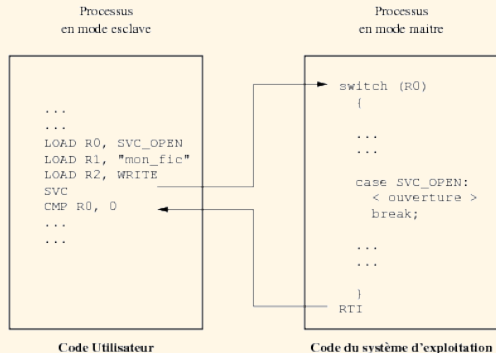 Processus
en mode esclave
...
...
LOAD R0, SVC_OPEN
LOAD R1, "mon_fic"
LOAD R2, WRITE
SVC
CMP R0, 0
...
...
Code Utilisateur
Processus
en mode maitre
switch (R0)
{
...
...
case SVC_OPEN:
< ouverture >
break;
...
...
}
RTI
Code du système d'exploitation